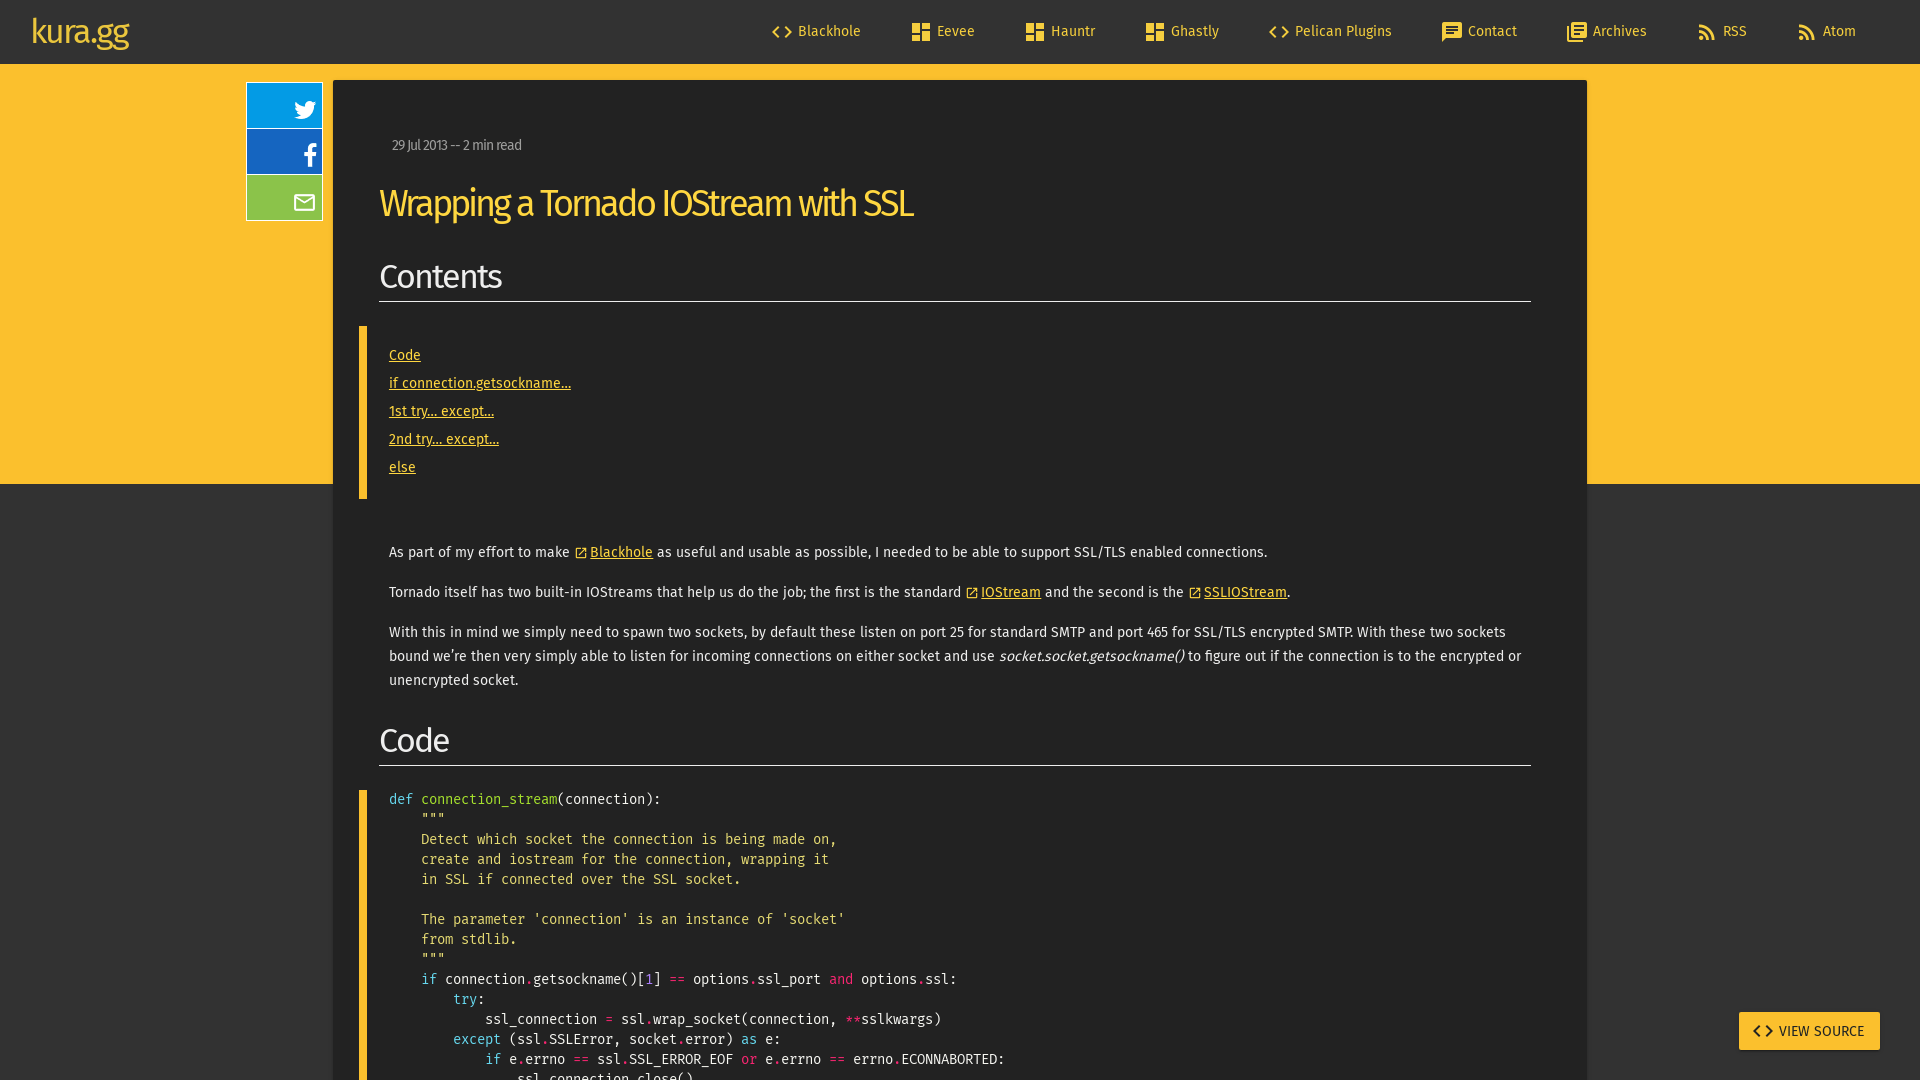 kura.gg
Blackhole
Eevee
Hauntr
Ghastly
Pelican Plugins
Contact
Archives
RSS
Atom
29 Jul 2013 -- 2 min read
Wrapping a Tornado IOStream with SSL
Contents
Code
if connection.getsockname…
1st try… except…
2nd try… except…
else
As part of my effort to make Blackhole as useful and usable as possible, I needed to be able to support SSL/TLS enabled connections.
Tornado itself has two built-in IOStreams that help us do the job; the first is the standard IOStream and the second is the SSLIOStream.
With this in mind we simply need to spawn two sockets, by default these listen on port 25 for standard SMTP and port 465 for SSL/TLS encrypted SMTP. With these two sockets
bound we’re then very simply able to listen for incoming connections on either socket and use socket.socket.getsockname() to figure out if the connection is to the encrypted or
unencrypted socket.
Code
def connection_stream(connection):
    """
    Detect which socket the connection is being made on,
    create and iostream for the connection, wrapping it
    in SSL if connected over the SSL socket.

    The parameter 'connection' is an instance of 'socket'
    from stdlib.
    """
    if connection.getsockname()[1] == options.ssl_port and options.ssl:
        try:
            ssl_connection = ssl.wrap_socket(connection, **sslkwargs)
        except (ssl.SSLError, socket.error) as e:
            if e.errno == ssl.SSL_ERROR_EOF or e.errno == errno.ECONNABORTED:
                ssl_connection.close()
VIEW SOURCE